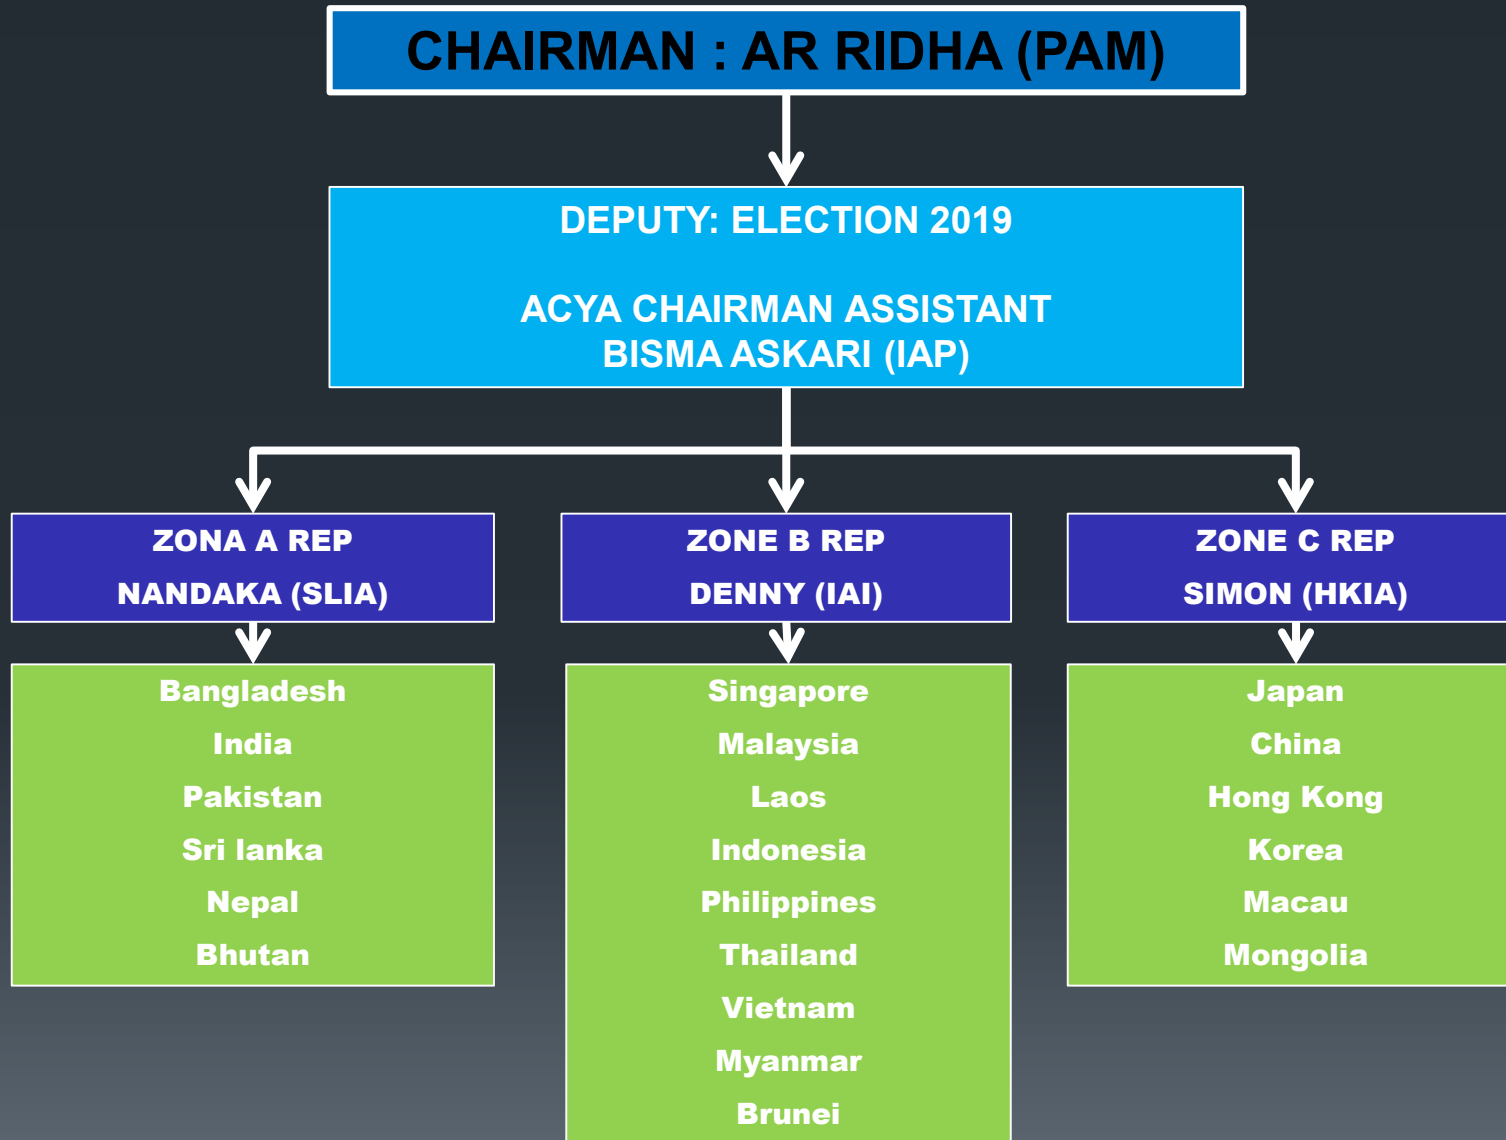 CHAIRMAN : AR RIDHA (PAM)
DEPUTY: ELECTION 2019
ACYA CHAIRMAN ASSISTANT
BISMA ASKARI (IAP)
ZONA A REP
NANDAKA (SLIA)
ZONE B REP
DENNY (IAI)
ZONE C REP
SIMON (HKIA)
Bangladesh
India
Pakistan
Sri lanka
Nepal
Bhutan
Singapore
Malaysia
Laos
Indonesia
Philippines
Thailand
Vietnam
Myanmar
Brunei
Japan
China
Hong Kong
Korea
Macau
Mongolia